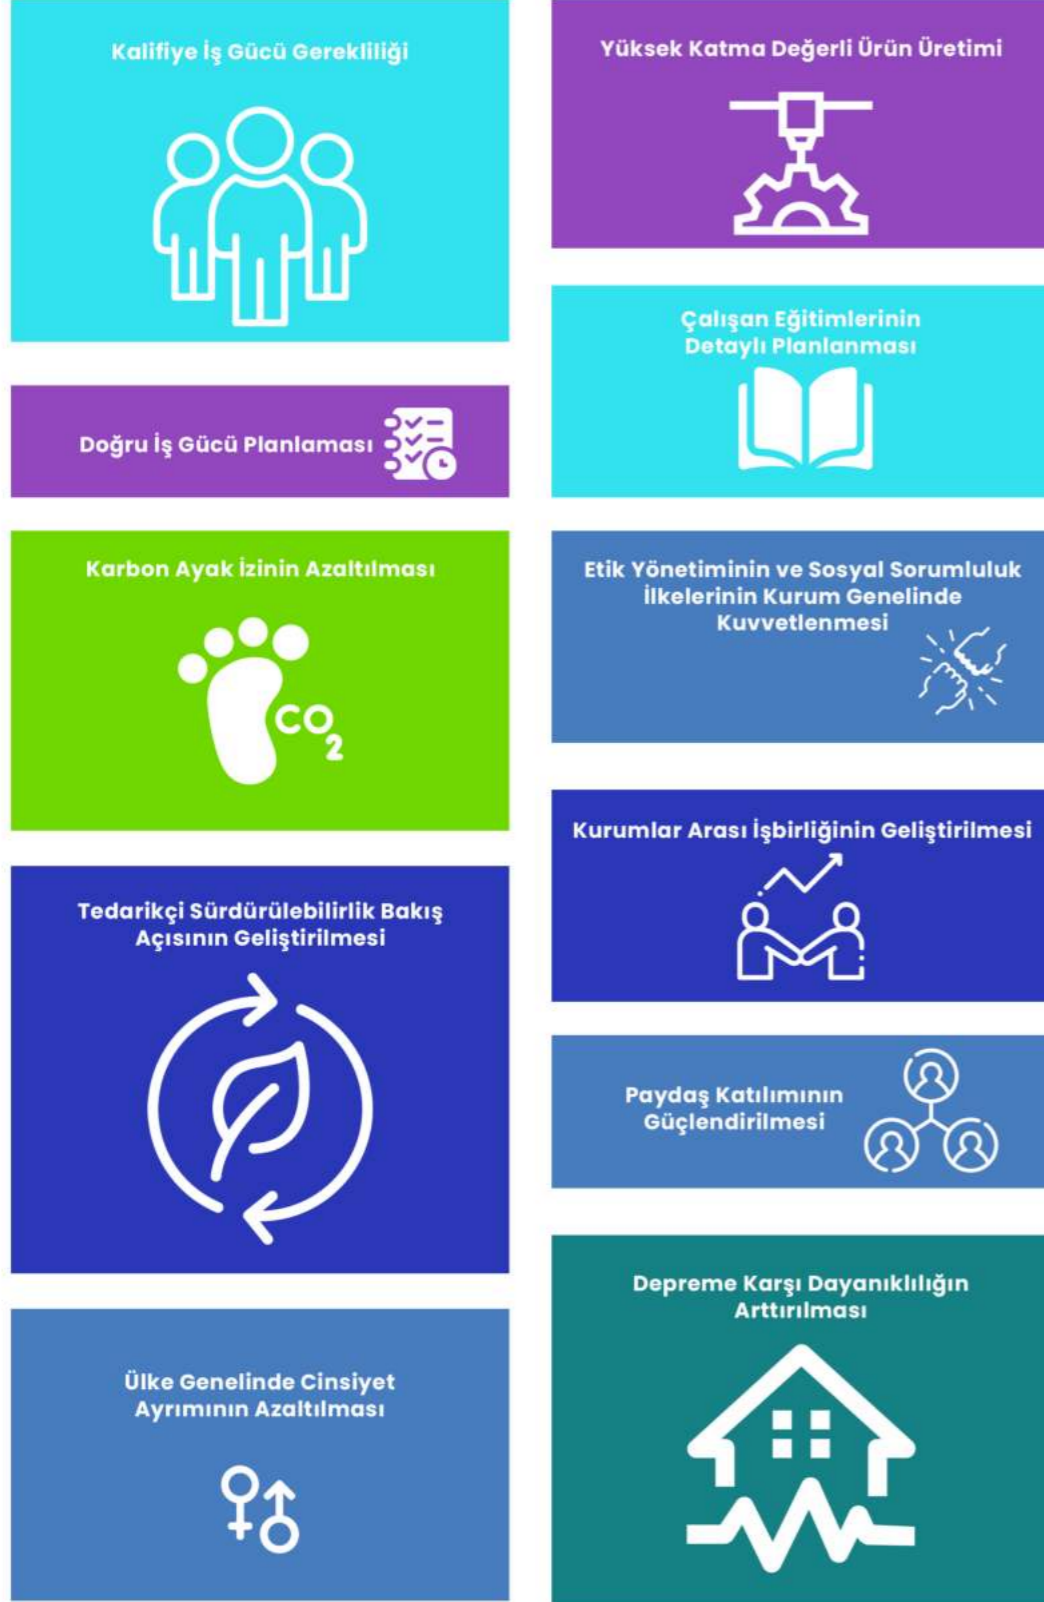 Kalifiye İş Gücü Gerekliliği
Doğru İş Gücü Planlaması
Karbon Ayak İzinin Azaltılması
CO2
Tedarikçi Sürdürülebilirlik Bakış
Açısının Geliştirilmesi
Ülke Genelinde Cinsiyet
Ayrımının Azaltılması
Yüksek Katma Değerli Ürün Üretimi
Çalışan Eğitimlerinin
Detaylı Planlanması
Etik Yönetiminin ve Sosyal Sorumluluk
İlkelerinin Kurum Genelinde
Kuvvetlenmesi
Kurumlar Arası İşbirliğinin Geliştirilmesi
Paydaş Katılımının
Güçlendirilmesi
Depreme Karşı Dayanıklılığın
Arttırılması